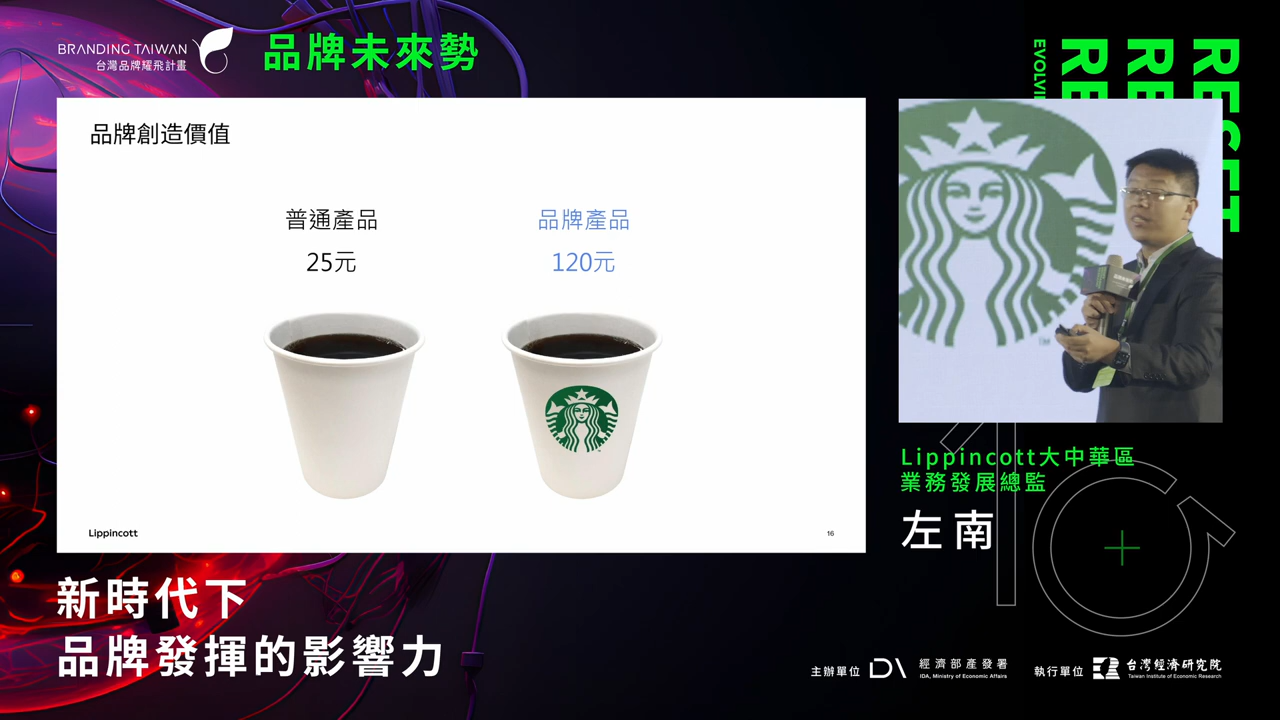 BRANDING TAIWAN
台灣品牌耀飛計畫
品牌未來勢
品牌創造價值
普通產品
25元
品牌產品
120元
Lippincott
16
RE
RE
RESET
EVOLVI
Lippincott大中華區
業務發展總監
左南
新時代下
品牌發揮的影響力
主辦單位
經濟部產發署
IDA, Ministry of Economic Affairs
執行單位
台灣經濟研究院
Taiwan Institute of Economic Research